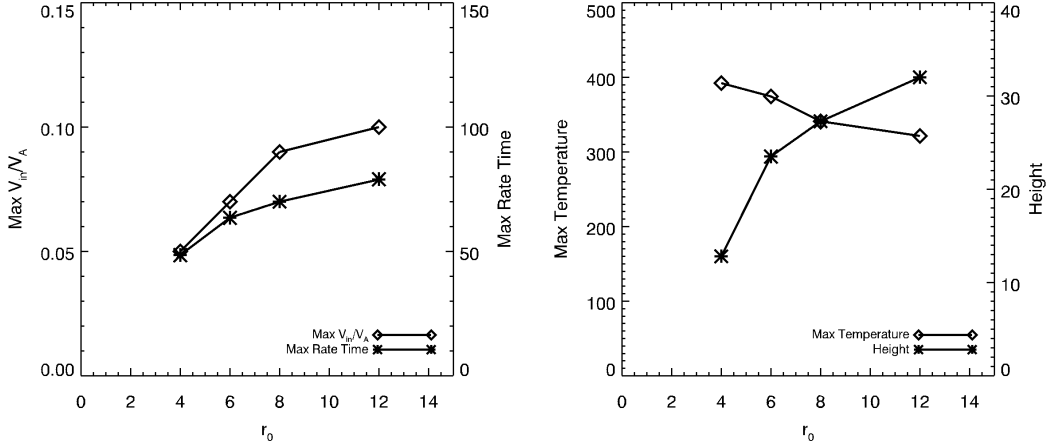 0.15
0.10
0.05
0.00
Max V_in/V_A
150
100
50
0
Max Rate Time
Max V_in/V_A
Max Rate Time
0 2 4 6 8 10 12 14
r_0
500
400
300
200
100
0
Max Temperature
40
30
20
10
0
Height
Max Temperature
Height
0 2 4 6 8 10 12 14
r_0